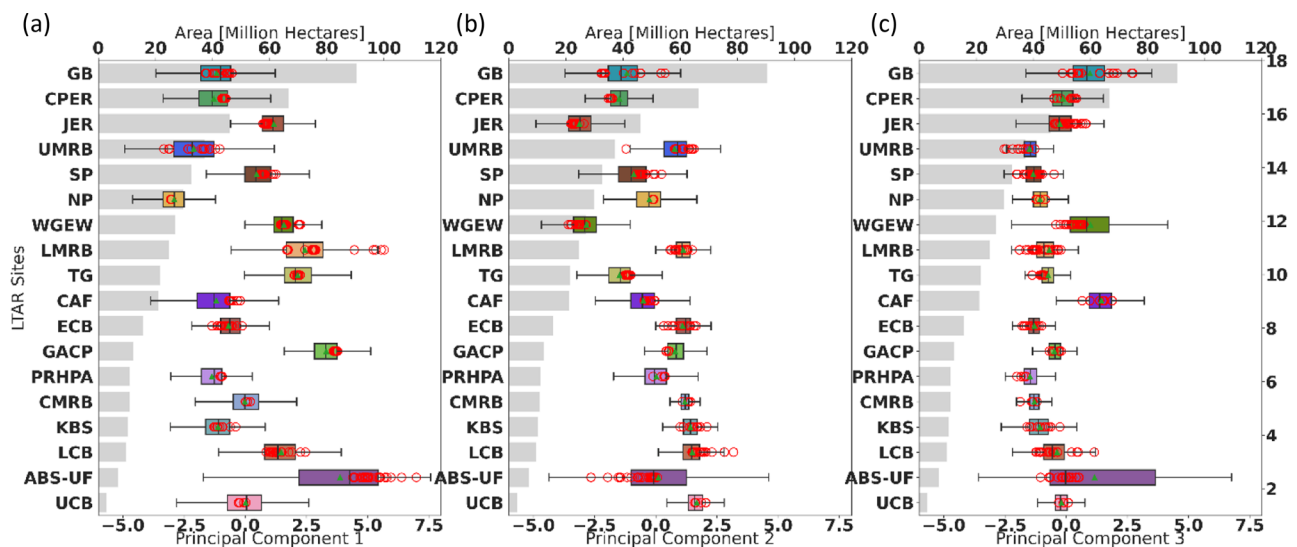 (a) (b) (c)
Area [Million Hectares] Area [Million Hectares] Area [Million Hectares]
0 20 40 60 80 100 120 0 20 40 60 80 100 120 0 20 40 60 80 100 120
GB GB GB 18
CPER CPER CPER
JER JER JER 16
UMRB UMRB UMRB
SP SP SP 14
NP NP NP
WGEW WGEW WGEW 12
LMRB LMRB LMRB
TG TG TG 10
CAF CAF CAF
ECB ECB ECB 8
GACP GACP GACP
PRHPA PRHPA PRHPA 6
CMRB CMRB CMRB
KBS KBS KBS 4
LCB LCB LCB
ABS-UF ABS-UF ABS-UF
UCB UCB UCB 2
LTAR Sites
-5.0 -2.5 0.0 2.5 5.0 7.5 -5.0 -2.5 0.0 2.5 5.0 7.5 -5.0 -2.5 0.0 2.5 5.0 7.5
Principal Component 1 Principal Component 2 Principal Component 3